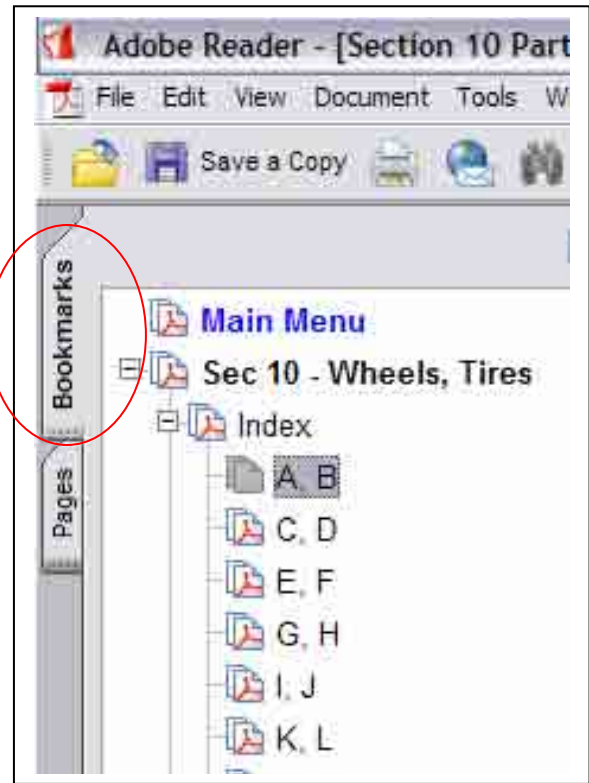 Adobe Reader - [Section 10 Part
File Edit View Document Tools W
Save a Copy
Bookmarks
Pages
Main Menu
Sec 10 - Wheels, Tires
Index
A, B
C, D
E, F
G, H
I, J
K, L